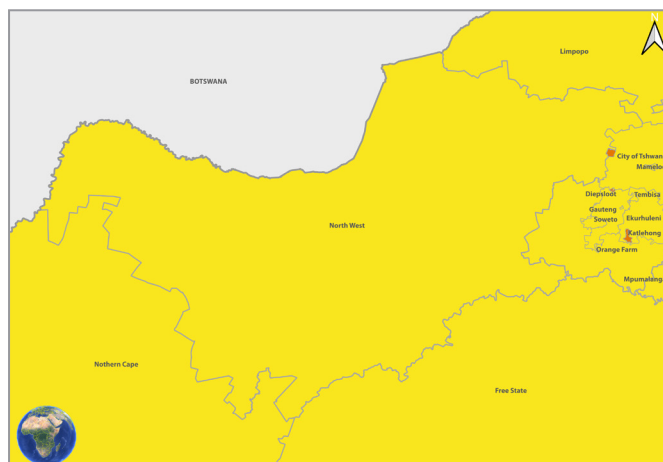 N
Limpopo
BOTSWANA
City of Tshwan
Mamelo
Diepsloot
Tembisa
Gauteng
Soweto
Ekurhuleni
North West
Katlehong
Orange Farm
Mpumalang
Nothern Cape
Free State